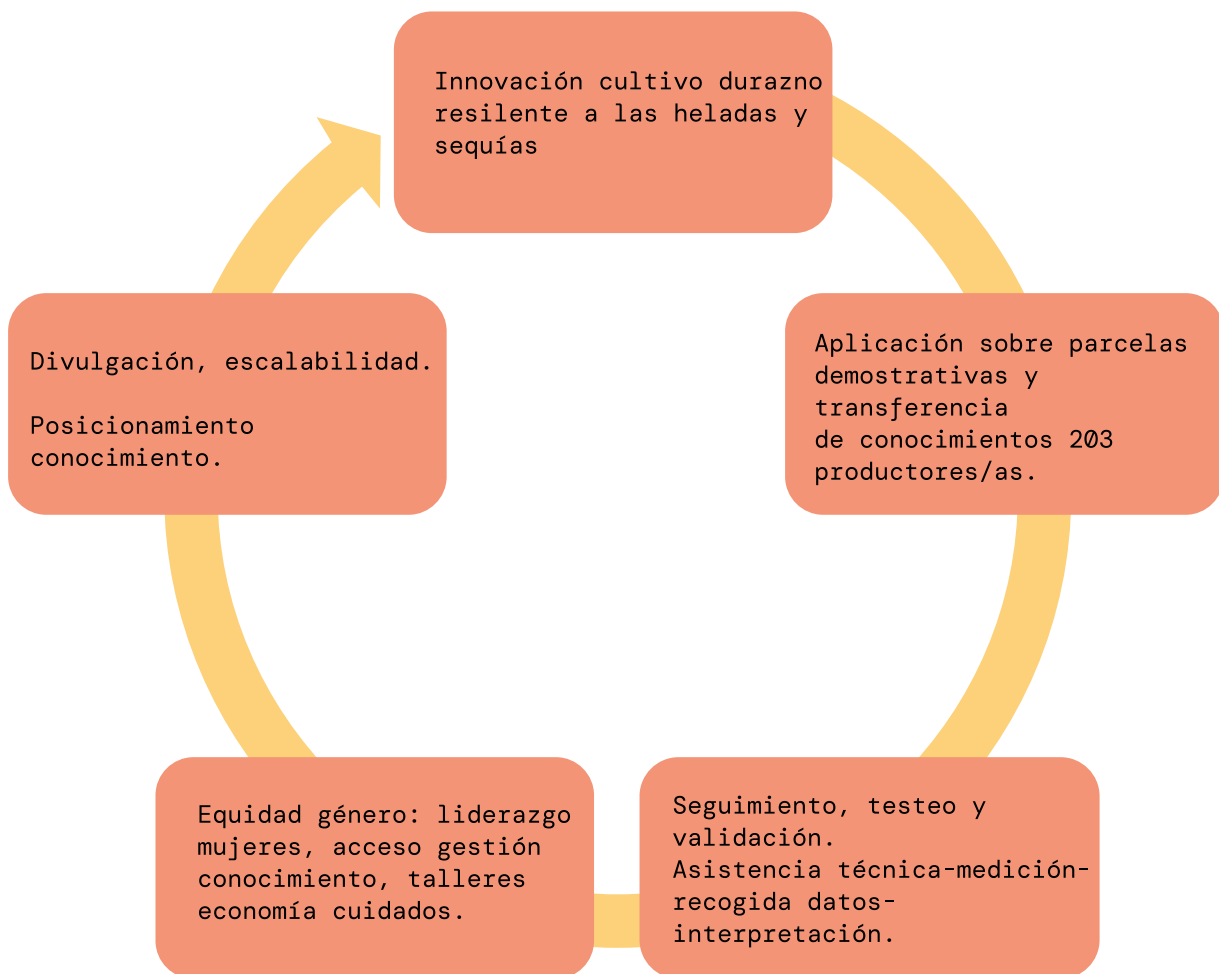 Innovación cultivo durazno
resilente a las heladas y
sequías
Aplicación sobre parcelas
demostrativas y
transferencia
de conocimientos 203
productores/as.
Seguimiento, testeo y
validación.
Asistencia técnica-medición-
recogida datos-
interpretación.
Equidad género: liderazgo
mujeres, acceso gestión
conocimiento, talleres
economía cuidados.
Divulgación, escalabilidad.
Posicionamiento
conocimiento.